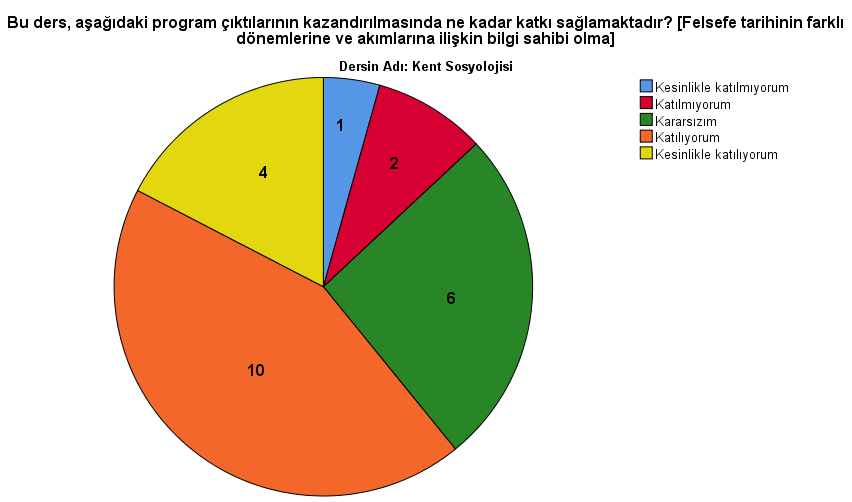 Bu ders, aşağıdaki program çıktılarının kazandırılmasında ne kadar katkı sağlamaktadır? [Felsefe tarihinin farklı
dönemlerine ve akımlarına ilişkin bilgi sahibi olma]
Dersin Adı: Kent Sosyolojisi
Kesinlikle katılmıyorum
Katılmıyorum
Kararsızım
Katılıyorum
Kesinlikle katılıyorum
1
2
4
6
10